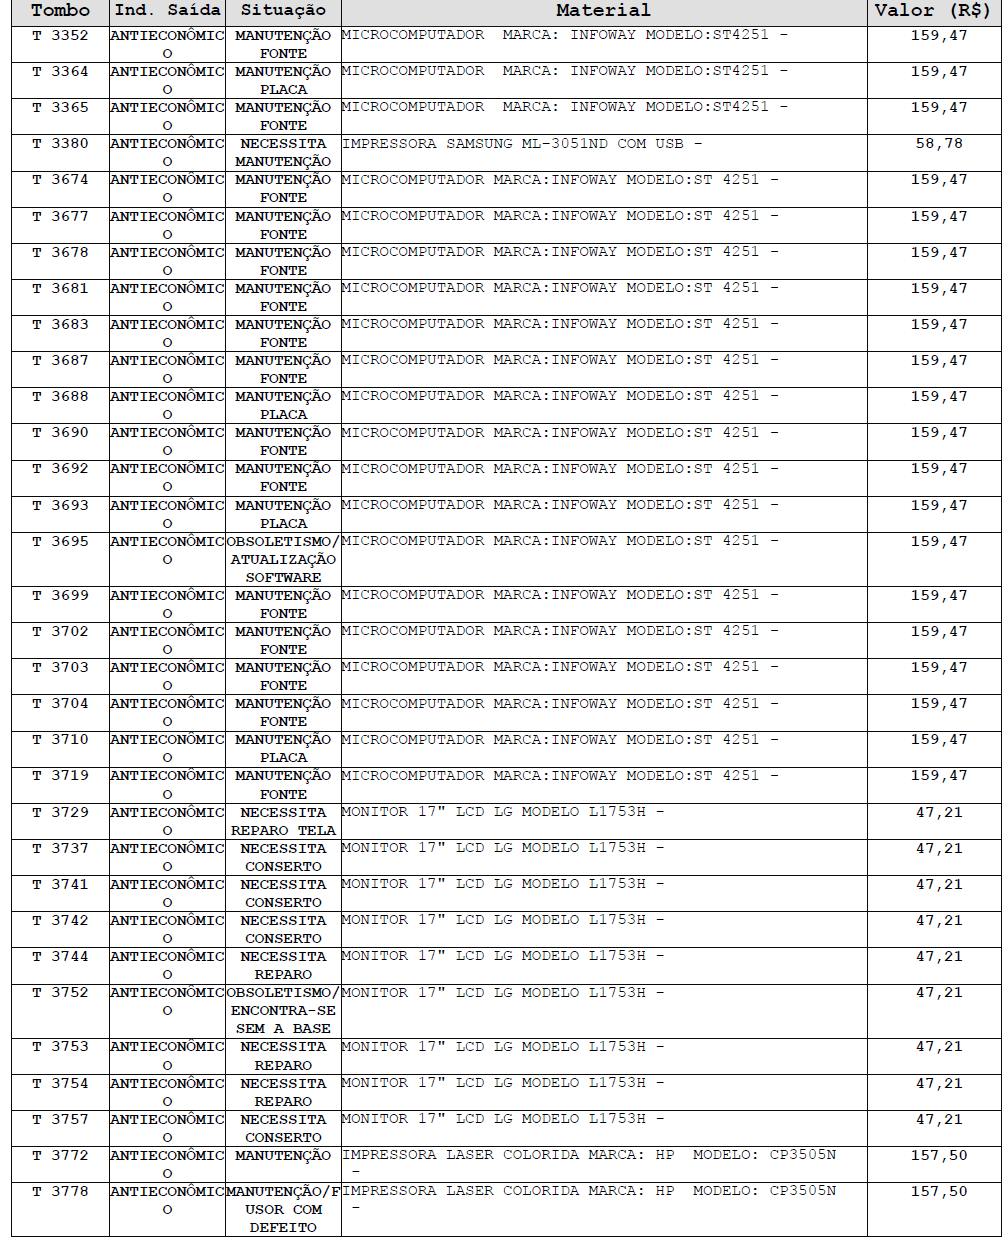 Tombo Ind. Saída Situação Material Valor (R$)
T 3352 ANTIECONÔMICO MANUTENÇÃO FONTE MICROCOMPUTADOR  MARCA: INFOWAY MODELO:ST4251 – 159,47
T 3364 ANTIECONÔMICO MANUTENÇÃO PLACA MICROCOMPUTADOR  MARCA: INFOWAY MODELO:ST4251 – 159,47
T 3365 ANTIECONÔMICO MANUTENÇÃO FONTE MICROCOMPUTADOR  MARCA: INFOWAY MODELO:ST4251 – 159,47
T 3380 ANTIECONÔMICO NECESSITA MANUTENÇÃO IMPRESSORA SAMSUNG ML-3051ND COM USB – 58,78
T 3674 ANTIECONÔMICO MANUTENÇÃO FONTE MICROCOMPUTADOR MARCA:INFOWAY MODELO:ST 4251 – 159,47
T 3677 ANTIECONÔMICO MANUTENÇÃO FONTE MICROCOMPUTADOR MARCA:INFOWAY MODELO:ST 4251 – 159,47
T 3678 ANTIECONÔMICO MANUTENÇÃO FONTE MICROCOMPUTADOR MARCA:INFOWAY MODELO:ST 4251 – 159,47
T 3681 ANTIECONÔMICO MANUTENÇÃO FONTE MICROCOMPUTADOR MARCA:INFOWAY MODELO:ST 4251 – 159,47
T 3683 ANTIECONÔMICO MANUTENÇÃO FONTE MICROCOMPUTADOR MARCA:INFOWAY MODELO:ST 4251 – 159,47
T 3687 ANTIECONÔMICO MANUTENÇÃO FONTE MICROCOMPUTADOR MARCA:INFOWAY MODELO:ST 4251 – 159,47
T 3688 ANTIECONÔMICO MANUTENÇÃO PLACA MICROCOMPUTADOR MARCA:INFOWAY MODELO:ST 4251 – 159,47
T 3690 ANTIECONÔMICO MANUTENÇÃO FONTE MICROCOMPUTADOR MARCA:INFOWAY MODELO:ST 4251 – 159,47
T 3692 ANTIECONÔMICO MANUTENÇÃO FONTE MICROCOMPUTADOR MARCA:INFOWAY MODELO:ST 4251 – 159,47
T 3693 ANTIECONÔMICO MANUTENÇÃO PLACA MICROCOMPUTADOR MARCA:INFOWAY MODELO:ST 4251 – 159,47
T 3695 ANTIECONÔMICO OBSOLETISMO/ATUALIZAÇÃO SOFTWARE MICROCOMPUTADOR MARCA:INFOWAY MODELO:ST 4251 – 159,47
T 3699 ANTIECONÔMICO MANUTENÇÃO FONTE MICROCOMPUTADOR MARCA:INFOWAY MODELO:ST 4251 – 159,47
T 3702 ANTIECONÔMICO MANUTENÇÃO FONTE MICROCOMPUTADOR MARCA:INFOWAY MODELO:ST 4251 – 159,47
T 3703 ANTIECONÔMICO MANUTENÇÃO FONTE MICROCOMPUTADOR MARCA:INFOWAY MODELO:ST 4251 – 159,47
T 3704 ANTIECONÔMICO MANUTENÇÃO FONTE MICROCOMPUTADOR MARCA:INFOWAY MODELO:ST 4251 – 159,47
T 3710 ANTIECONÔMICO MANUTENÇÃO PLACA MICROCOMPUTADOR MARCA:INFOWAY MODELO:ST 4251 – 159,47
T 3719 ANTIECONÔMICO MANUTENÇÃO FONTE MICROCOMPUTADOR MARCA:INFOWAY MODELO:ST 4251 – 159,47
T 3729 ANTIECONÔMICO NECESSITA REPARO TELA MONITOR 17" LCD LG MODELO L1753H – 47,21
T 3737 ANTIECONÔMICO NECESSITA CONSERTO MONITOR 17" LCD LG MODELO L1753H – 47,21
T 3741 ANTIECONÔMICO NECESSITA CONSERTO MONITOR 17" LCD LG MODELO L1753H – 47,21
T 3742 ANTIECONÔMICO NECESSITA CONSERTO MONITOR 17" LCD LG MODELO L1753H – 47,21
T 3744 ANTIECONÔMICO NECESSITA REPARO MONITOR 17" LCD LG MODELO L1753H – 47,21
T 3752 ANTIECONÔMICO OBSOLETISMO/ENCONTRA-SE SEM A BASE MONITOR 17" LCD LG MODELO L1753H – 47,21
T 3753 ANTIECONÔMICO NECESSITA REPARO MONITOR 17" LCD LG MODELO L1753H – 47,21
T 3754 ANTIECONÔMICO NECESSITA REPARO MONITOR 17" LCD LG MODELO L1753H – 47,21
T 3757 ANTIECONÔMICO NECESSITA CONSERTO MONITOR 17" LCD LG MODELO L1753H – 47,21
T 3772 ANTIECONÔMICO MANUTENÇÃO IMPRESSORA LASER COLORIDA MARCA: HP  MODELO: CP3505N – 157,50
T 3778 ANTIECONÔMICO MANUTENÇÃO/FUSOR COM DEFEITO IMPRESSORA LASER COLORIDA MARCA: HP  MODELO: CP3505N – 157,50